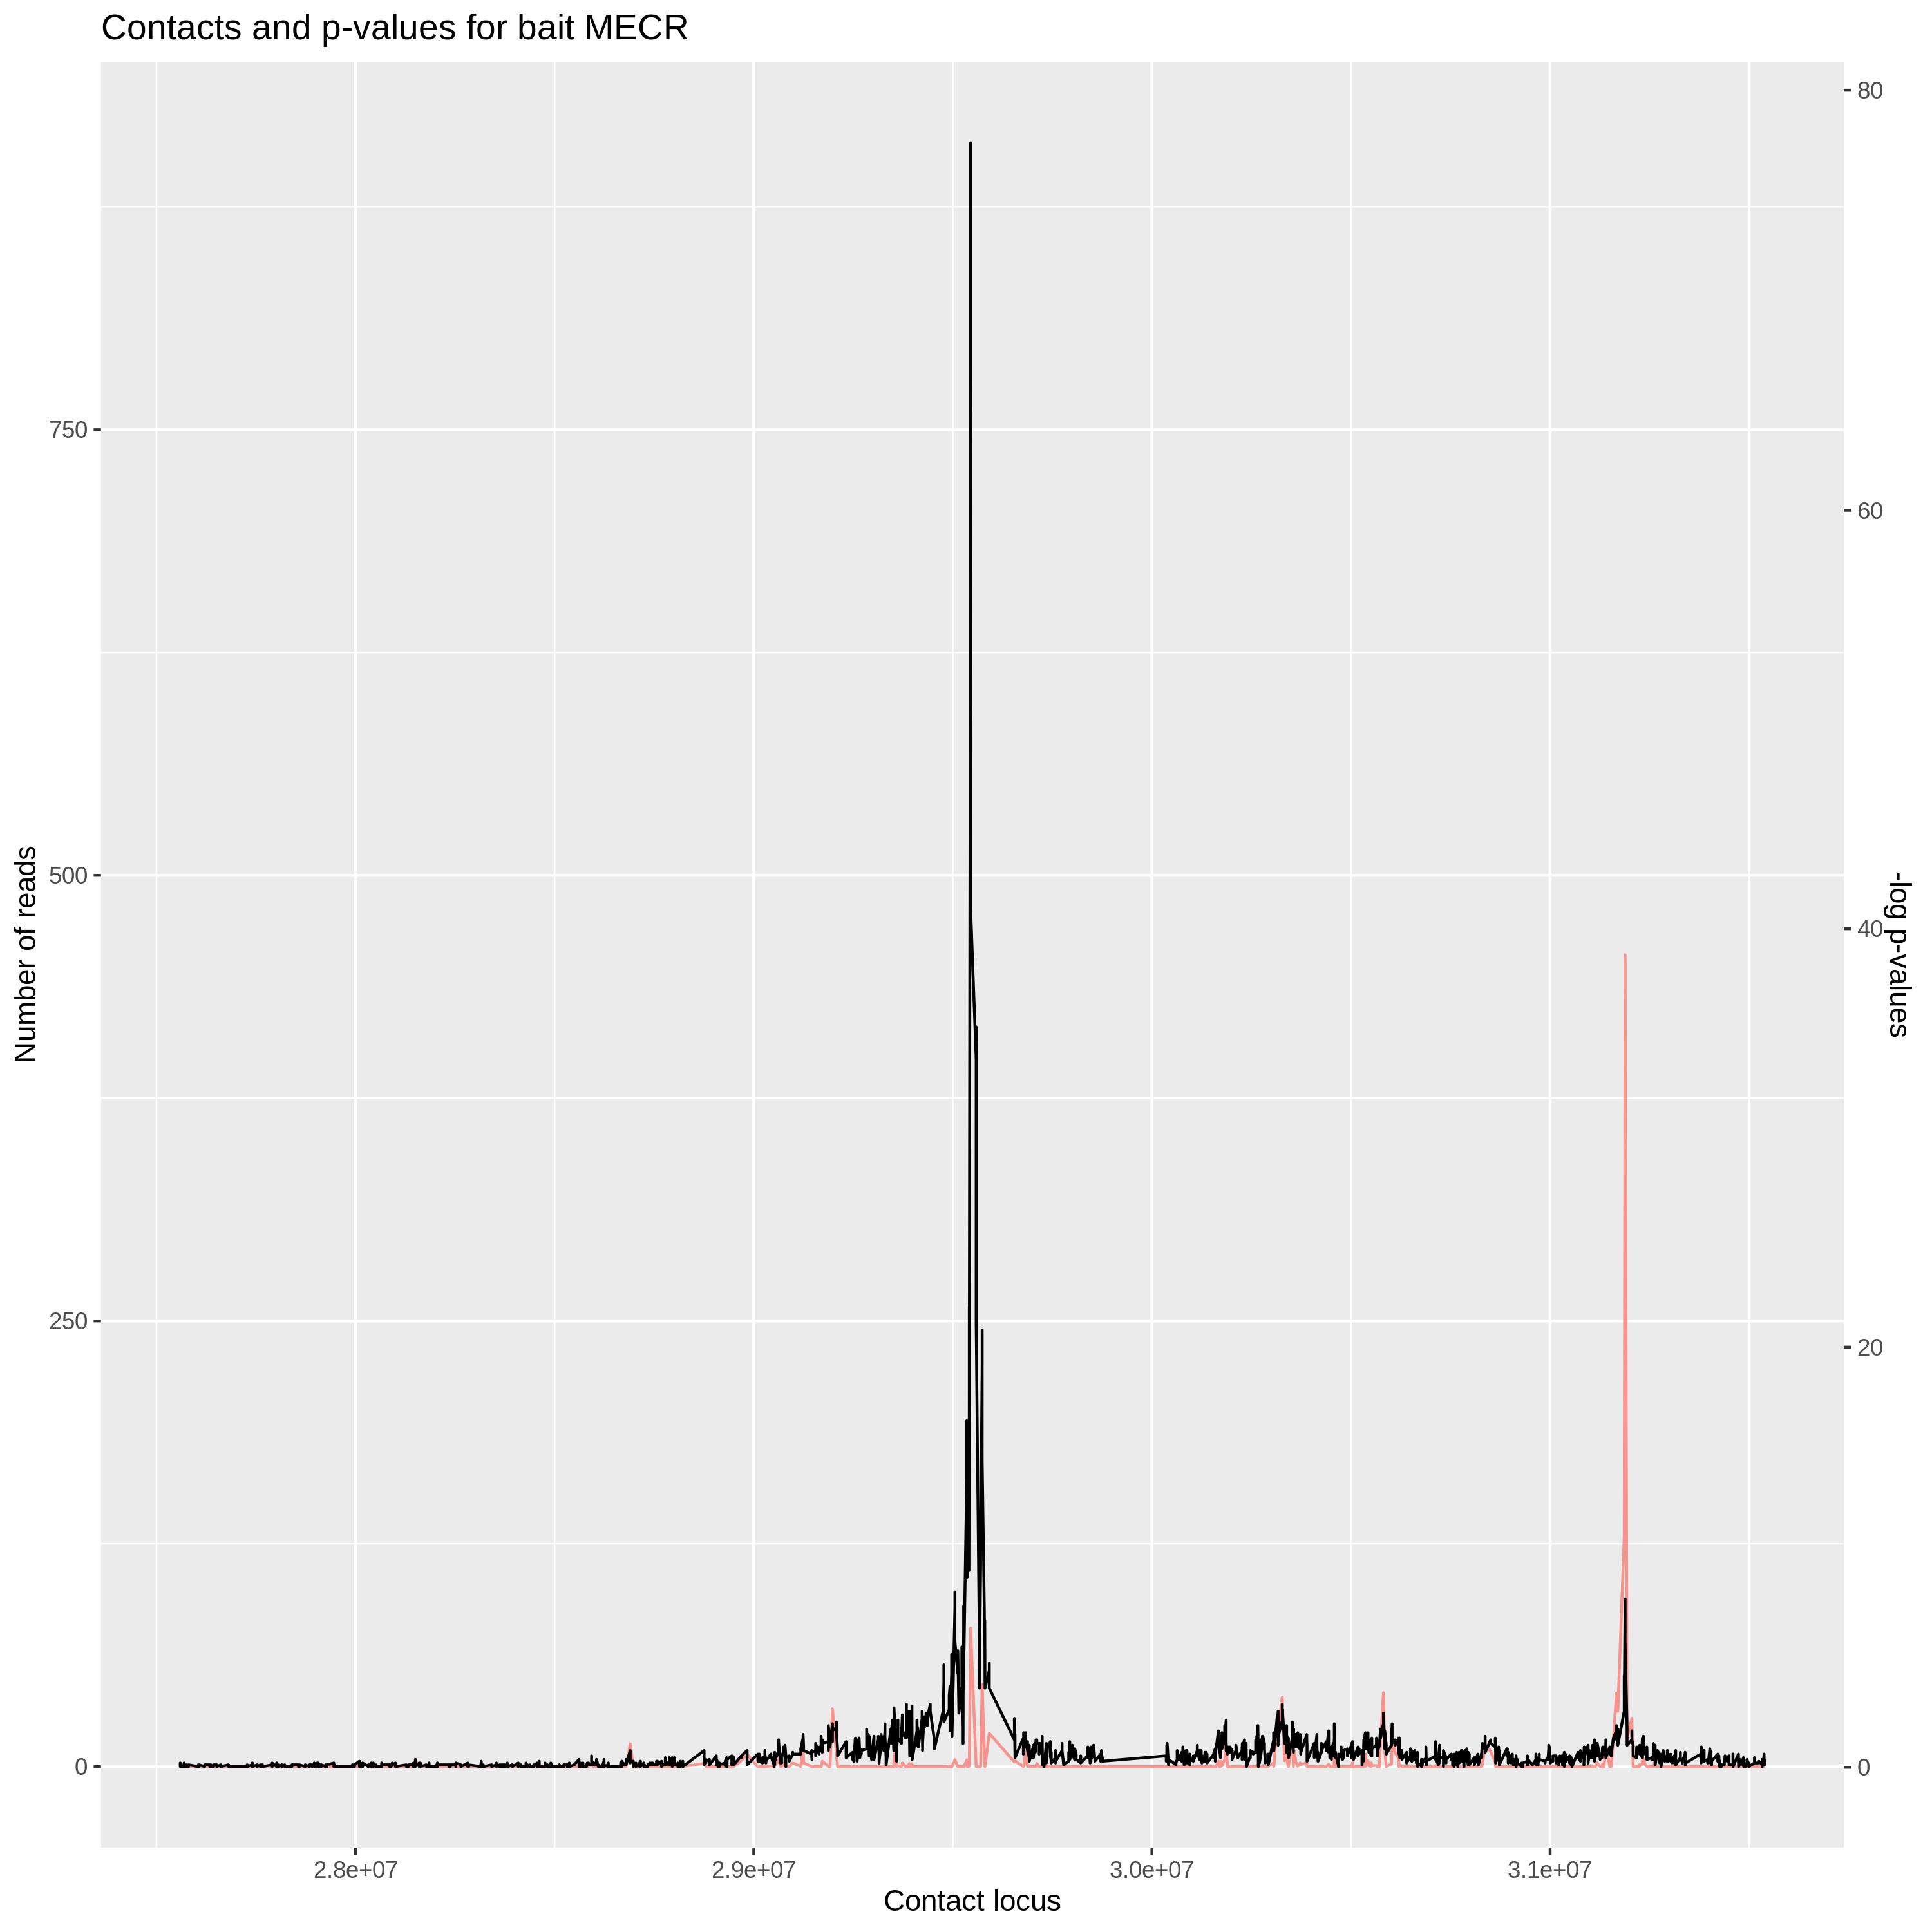 Contacts and p-values for bait MECR
80
750
60
Number of reads
500
40
-log p-values
250
20
0
0
2.8e+07
2.9e+07
3.0e+07
3.1e+07
Contact locus